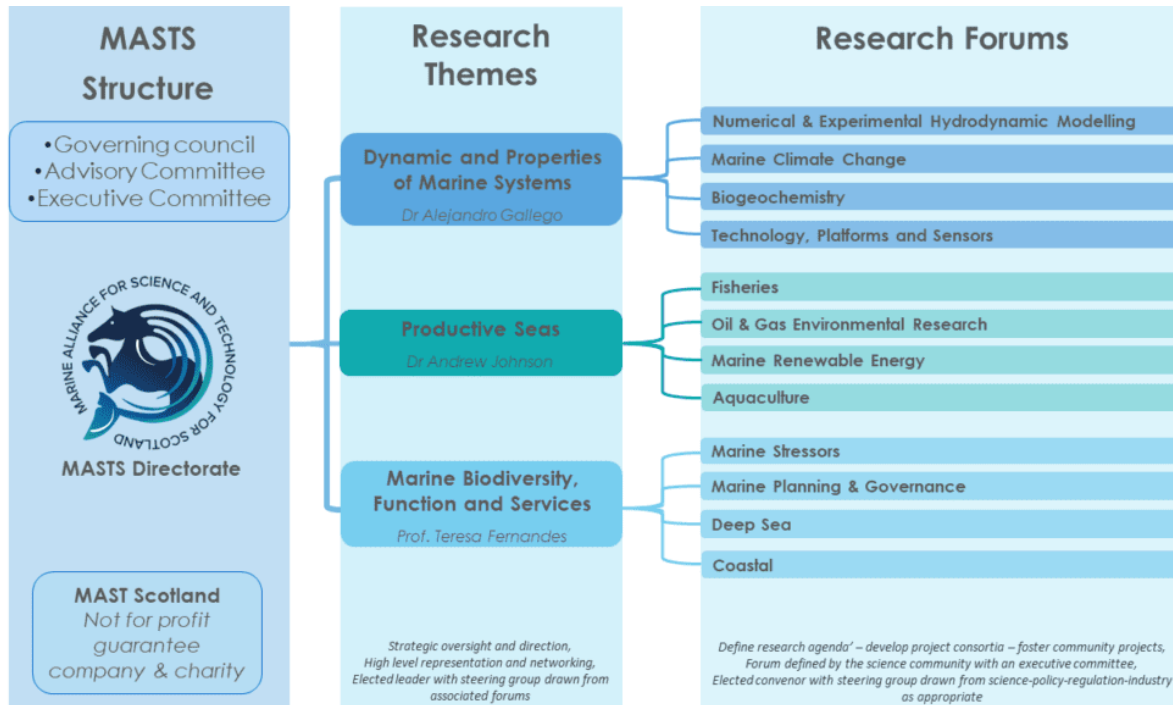 MASTS
Structure
•Governing council
•Advisory Committee
•Executive Committee
MARINE ALLIANCE FOR SCIENCE AND TECHNOLOGY FOR SCOTLAND
MASTS Directorate
MAST Scotland
Not for profit
guarantee
company & charity
Research
Themes
Dynamic and Properties
of Marine Systems
Dr Alejandro Gallego
Productive Seas
Dr Andrew Johnson
Marine Biodiversity,
Function and Services
Prof. Teresa Fernandes
Strategic oversight and direction,
High level representation and networking,
Elected leader with steering group drawn from
associated forums
Research Forums
Numerical & Experimental Hydrodynamic Modelling
Marine Climate Change
Biogeochemistry
Technology, Platforms and Sensors
Fisheries
Oil & Gas Environmental Research
Marine Renewable Energy
Aquaculture
Marine Stressors
Marine Planning & Governance
Deep Sea
Coastal
Define research agenda’ – develop project consortia – foster community projects,
Forum defined by the science community with an executive committee,
Elected convenor with steering group drawn from science-policy-regulation-industry
as appropriate